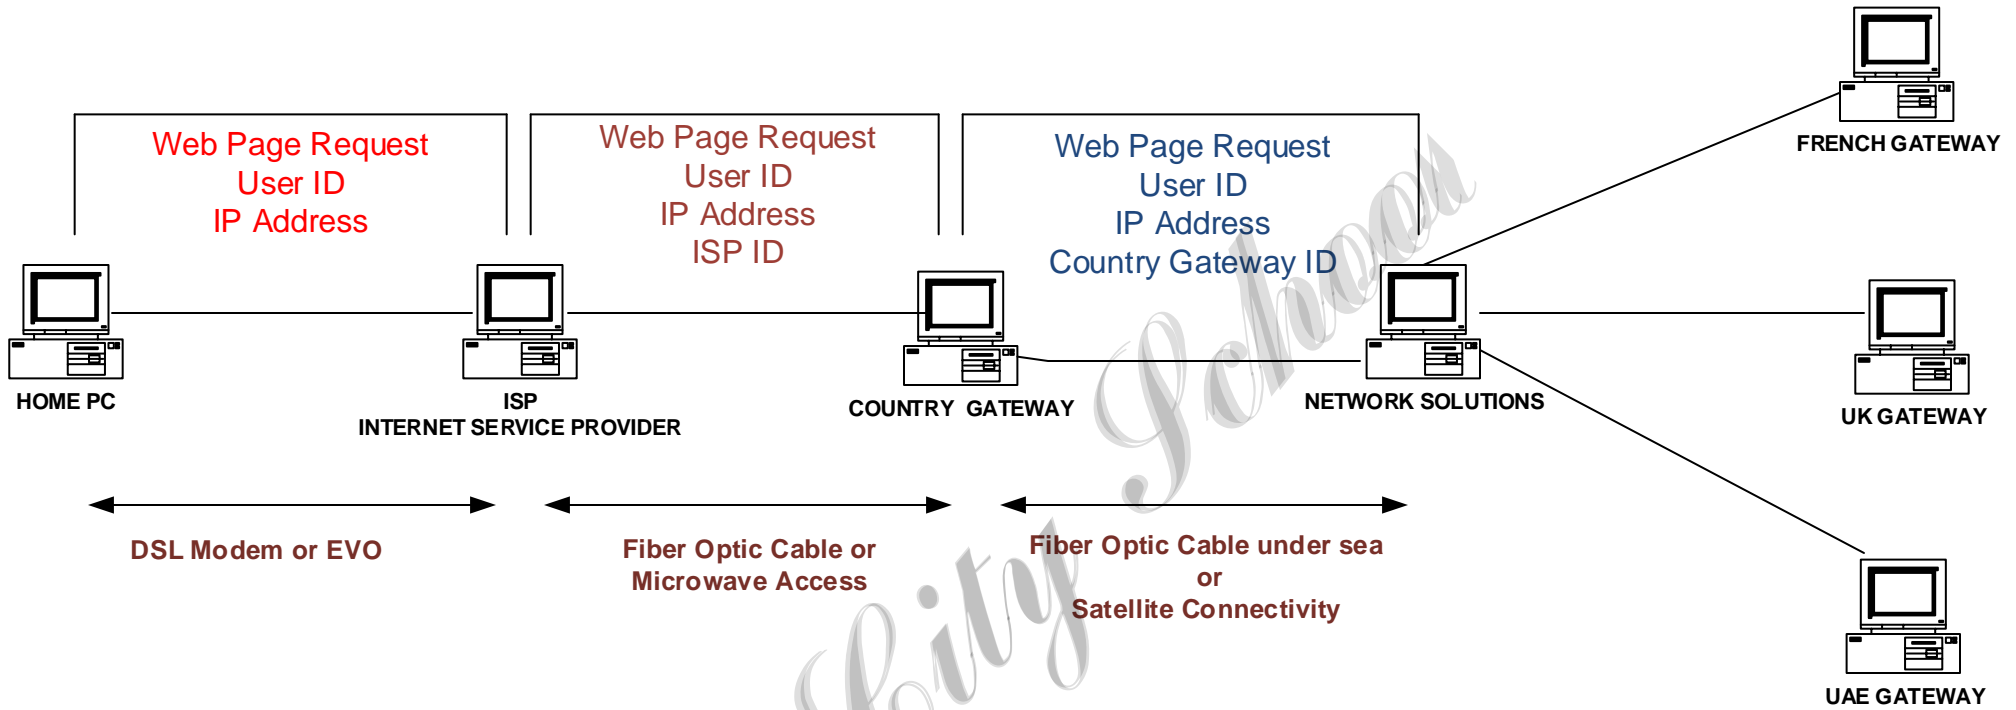 Web Page Request
User ID
IP Address
Web Page Request
User ID
IP Address
ISP ID
Web Page Request
User ID
IP Address
Country Gateway ID
FRENCH GATEWAY
HOME PC
ISP
INTERNET SERVICE PROVIDER
COUNTRY GATEWAY
NETWORK SOLUTIONS
UK GATEWAY
DSL Modem or EVO
Fiber Optic Cable or
Microwave Access
Fiber Optic Cable under sea
or
Satellite Connectivity
UAE GATEWAY
City School